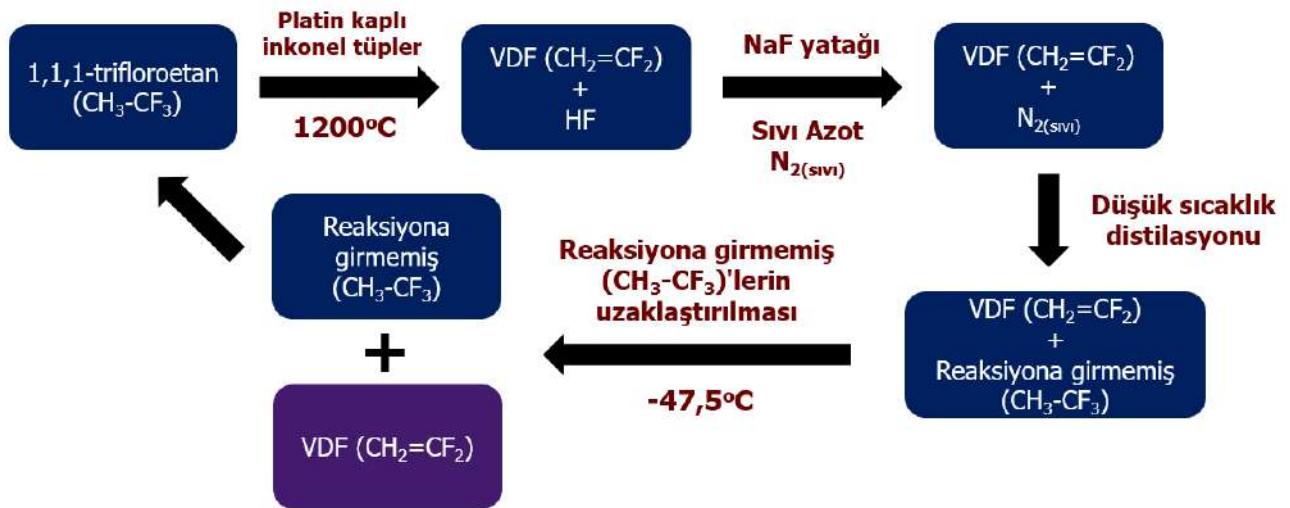 1,1,1-trifloroetan
(CH₃-CF₃)
Platin kaplı
inkonel tüpler
1200ºC
VDF (CH₂=CF₂)
+
HF
NaF yatağı
Sıvı Azot
N₂(sıvı)
VDF (CH₂=CF₂)
+
N₂(sıvı)
Düşük sıcaklık
distilasyonu
VDF (CH₂=CF₂)
+
Reaksiyona girmemiş
(CH₃-CF₃)
Reaksiyona girmemiş
(CH₃-CF₃)'lerin
uzaklaştırılması
-47,5ºC
Reaksiyona
girmemiş
(CH₃-CF₃)
+
VDF (CH₂=CF₂)